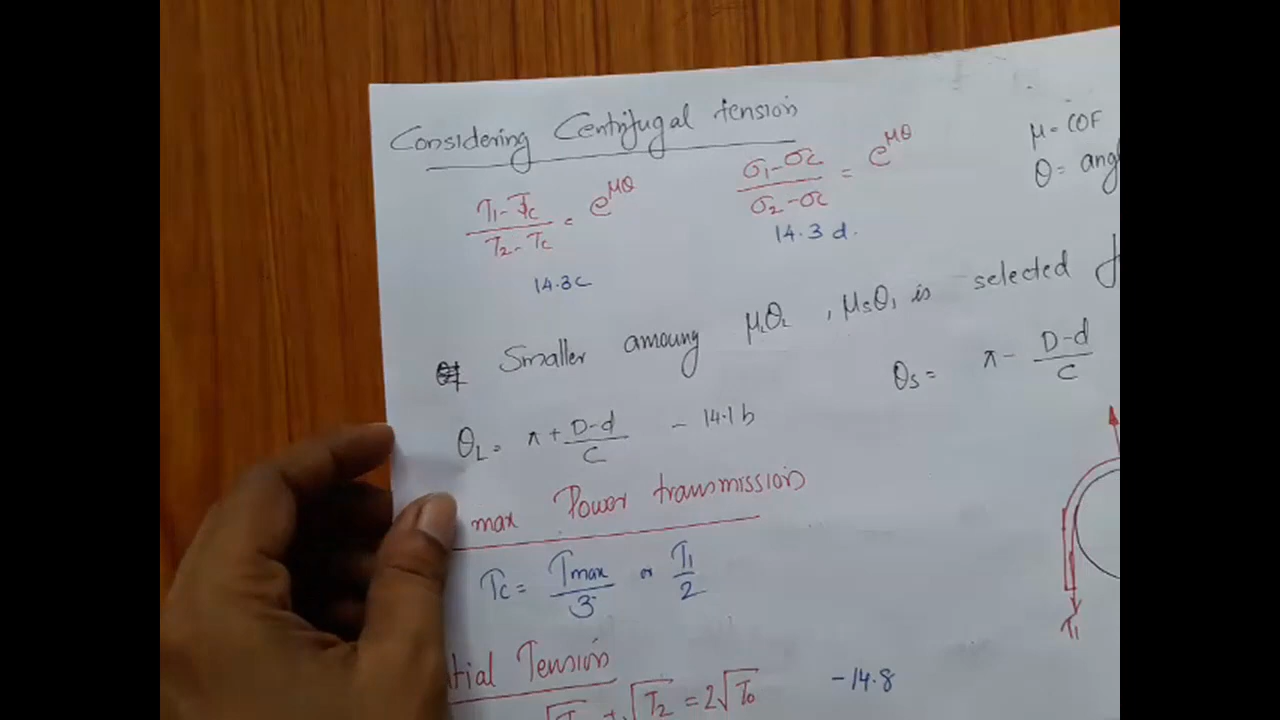 Considering Centrifugal tension
μ= COF
T1-Tc / T2-Tc = e^μθ
σ1-σc / σ2-σc = e^μθ
θ= ang
14.3c
14.3 d.
Smaller amoung μLθL , μsθs is selected f
θL= π + D-d / C - 14.1b
θs= π - D-d / C
max Power transmission
Tc = Tmax / 3 or T1 / 2
T1
tial Tension
√T2 = 2√T0 -14.8